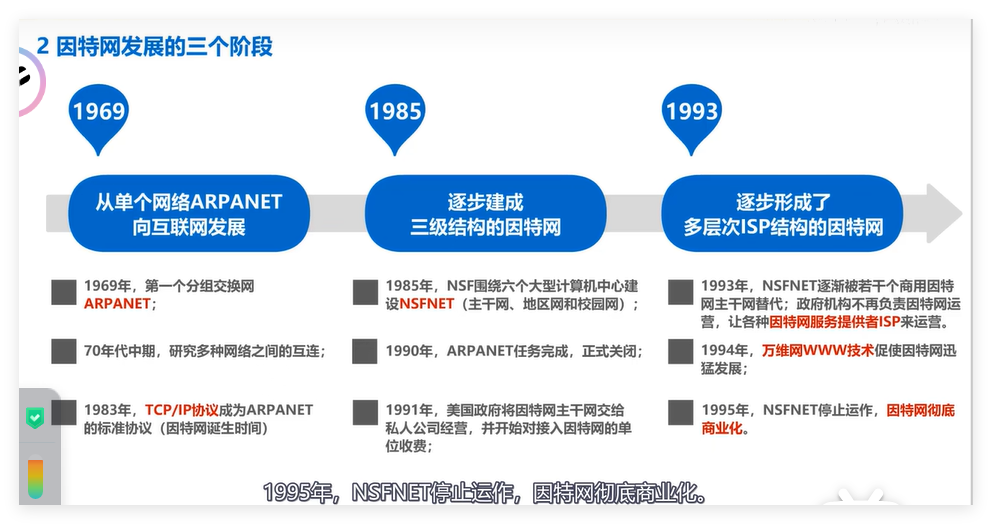 2 因特网发展的三个阶段
1969
1985
1993
从单个网络ARPANET
向互联网发展
逐步建成
三级结构的因特网
逐步形成了
多层次ISP结构的因特网
1969年，第一个分组交换网
ARPANET；
70年代中期，研究多种网络之间的互连；
1983年，TCP/IP协议成为ARPANET
的标准协议（因特网诞生时间）
1985年，NSF围绕六个大型计算机中心建
设NSFNET（主干网、地区网和校园网）；
1990年，ARPANET任务完成，正式关闭；
1991年，美国政府将因特网主干网交给
私人公司经营，并开始对接入因特网的单
位收费；
1993年，NSFNET逐渐被若干个商用因特
网主干网替代；政府机构不再负责因特网运
营，让各种因特网服务提供者ISP来运营。
1994年，万维网WWW技术促使因特网迅
猛发展；
1995年，NSFNET停止运作，因特网彻底
商业化。
1995年，NSFNET停止运作，因特网彻底商业化。